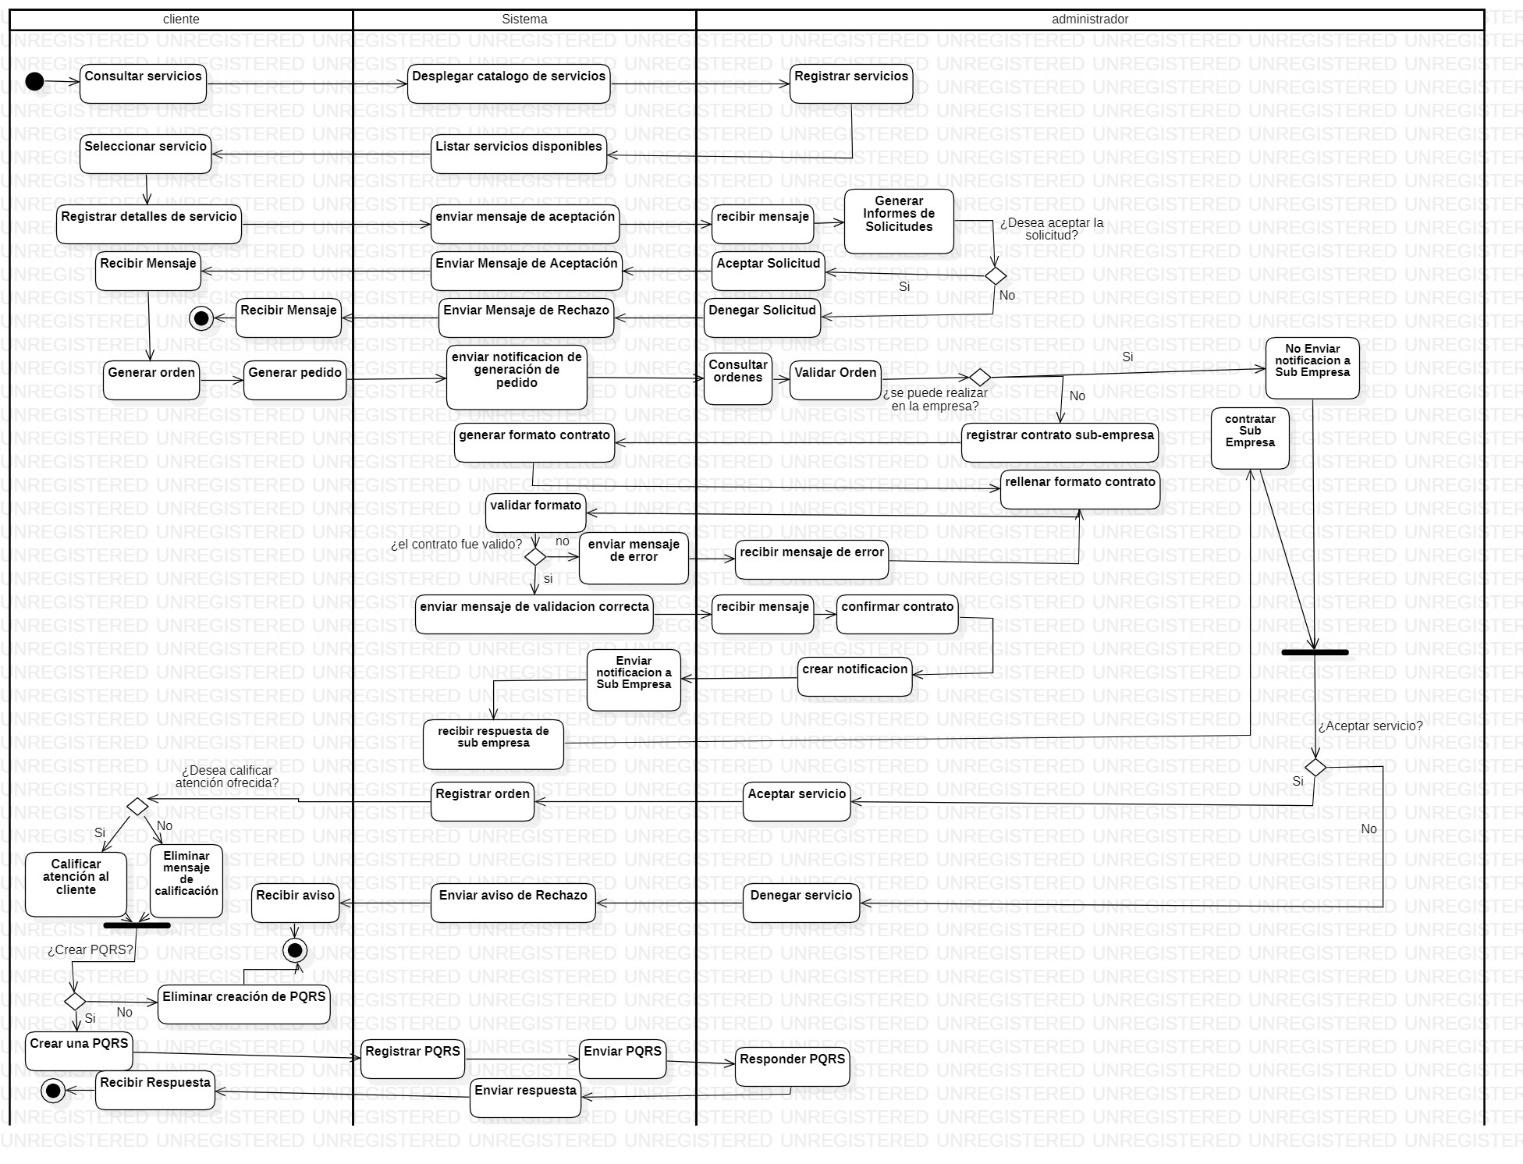 cliente
Sistema
administrador
Consultar servicios
Desplegar catalogo de servicios
Registrar servicios
Seleccionar servicio
Listar servicios disponibles
Registrar detalles de servicio
enviar mensaje de aceptación
recibir mensaje
Generar
Informes de
Solicitudes
¿Desea aceptar la
solicitud?
Recibir Mensaje
Enviar Mensaje de Aceptación
Aceptar Solicitud
Si
No
Recibir Mensaje
Enviar Mensaje de Rechazo
Denegar Solicitud
Generar orden
Generar pedido
enviar notificacion de
generación de
pedido
Consultar
ordenes
Validar Orden
¿se puede realizar
en la empresa?
Si
No
No Enviar
notificacion a
Sub Empresa
generar formato contrato
registrar contrato sub-empresa
contratar
Sub
Empresa
rellenar formato contrato
validar formato
¿el contrato fue valido?
no
si
enviar mensaje
de error
recibir mensaje de error
enviar mensaje de validacion correcta
recibir mensaje
confirmar contrato
Enviar
notificacion a
Sub Empresa
crear notificacion
recibir respuesta de
sub empresa
¿Aceptar servicio?
Si
No
¿Desea calificar
atención ofrecida?
Registrar orden
Aceptar servicio
Si
No
Calificar
atención al
cliente
Eliminar
mensaje
de
calificación
Recibir aviso
Enviar aviso de Rechazo
Denegar servicio
¿Crear PQRS?
No
Si
Eliminar creación de PQRS
Crear una PQRS
Registrar PQRS
Enviar PQRS
Responder PQRS
Recibir Respuesta
Enviar respuesta